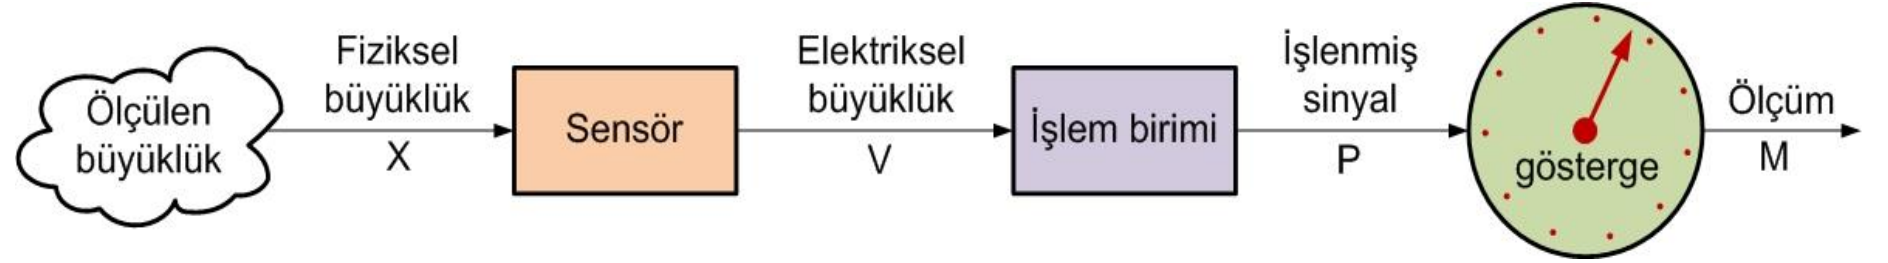 Ölçülen
büyüklük
Fiziksel
büyüklük
X
Sensör
Elektriksel
büyüklük
V
İşlem birimi
İşlenmiş
sinyal
P
gösterge
Ölçüm
M